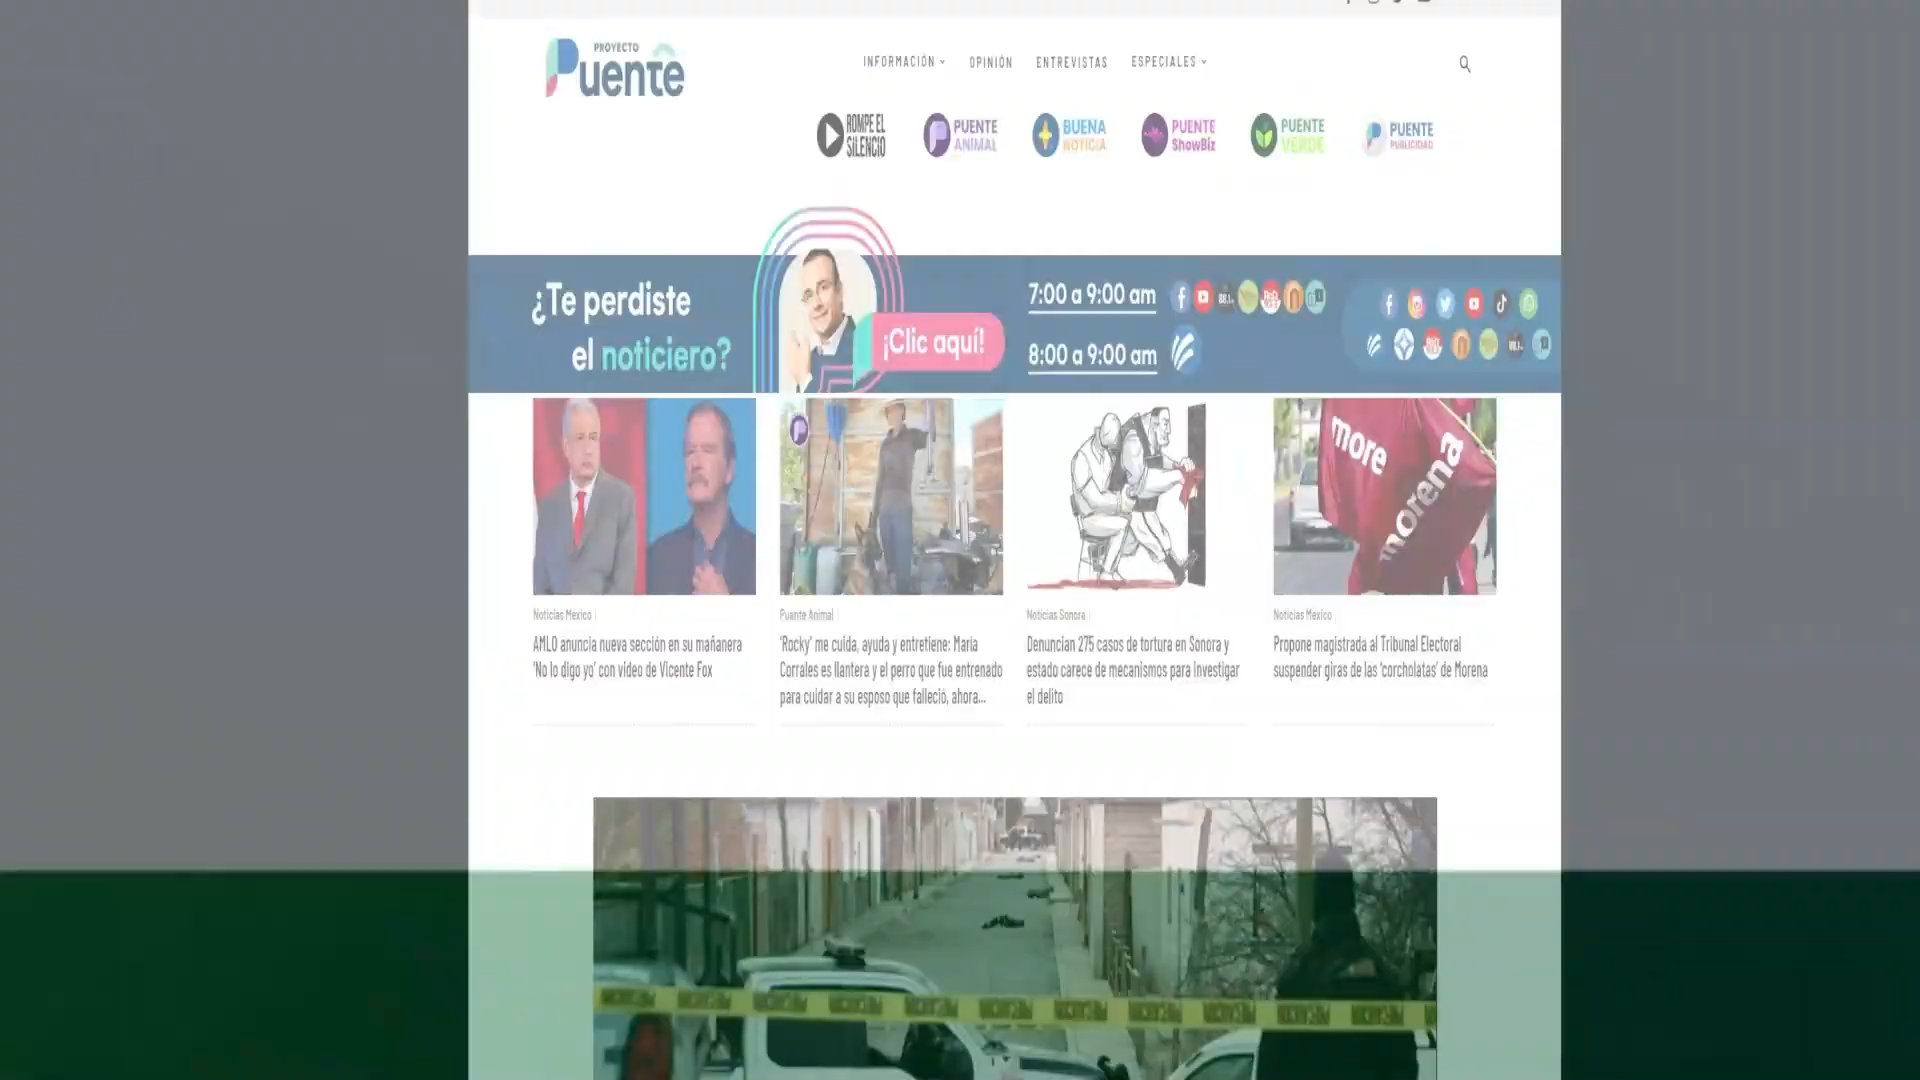 PROYECTO
Puente
INFORMACIÓN
OPINIÓN
ENTREVISTAS
ESPECIALES
ROMPE EL
SILENCIO
PUENTE
ANIMAL
BUENA
NOTICIA
PUENTE
ShowBiz
PUENTE
VERDE
PUENTE
PUBLICIDAD
¿Te perdiste
el noticiero?
¡Clic aquí!
7:00 a 9:00 am
8:00 a 9:00 am
more
morena
Noticias México
AMLO anuncia nueva sección en su mañanera
'No lo digo yo' con video de Vicente Fox
Puente Animal
'Rocky' me cuida, ayuda y entretiene: María
Corrales es llantera y el perro que fue entrenado
para cuidar a su esposo que falleció, ahora...
Noticias Sonora
Denuncian 275 casos de tortura en Sonora y
estado carece de mecanismos para investigar
el delito
Noticias México
Propone magistrada al Tribunal Electoral
suspender giras de las 'corcholatas' de Morena